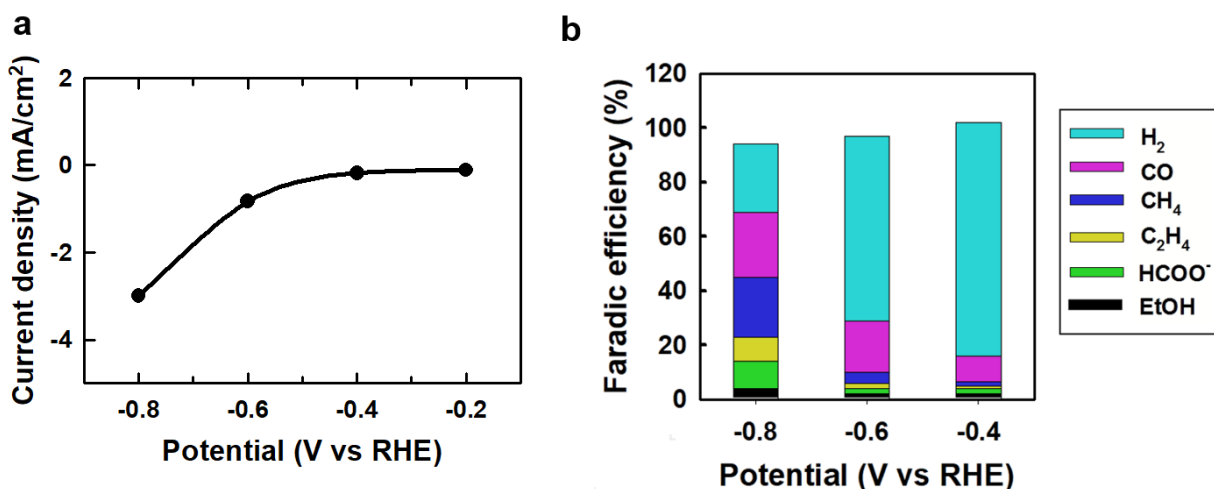 a
Current density (mA/cm²)
2
0
-2
-4
-0.8 -0.6 -0.4 -0.2
Potential (V vs RHE)
b
Faradic efficiency (%)
120
100
80
60
40
20
0
-0.8 -0.6 -0.4
Potential (V vs RHE)
H₂
CO
CH₄
C₂H₄
HCOO⁻
EtOH